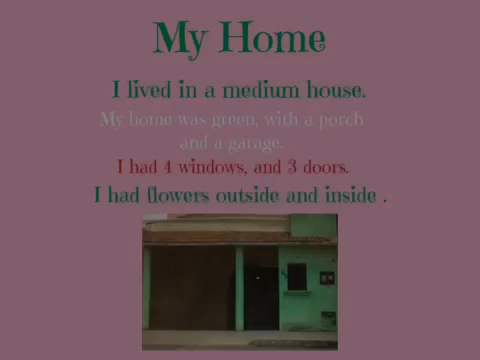 My Home
I lived in a medium house.
My home was green, with a porch
and a garage.
I had 4 windows, and 3 doors.
I had flowers outside and inside .